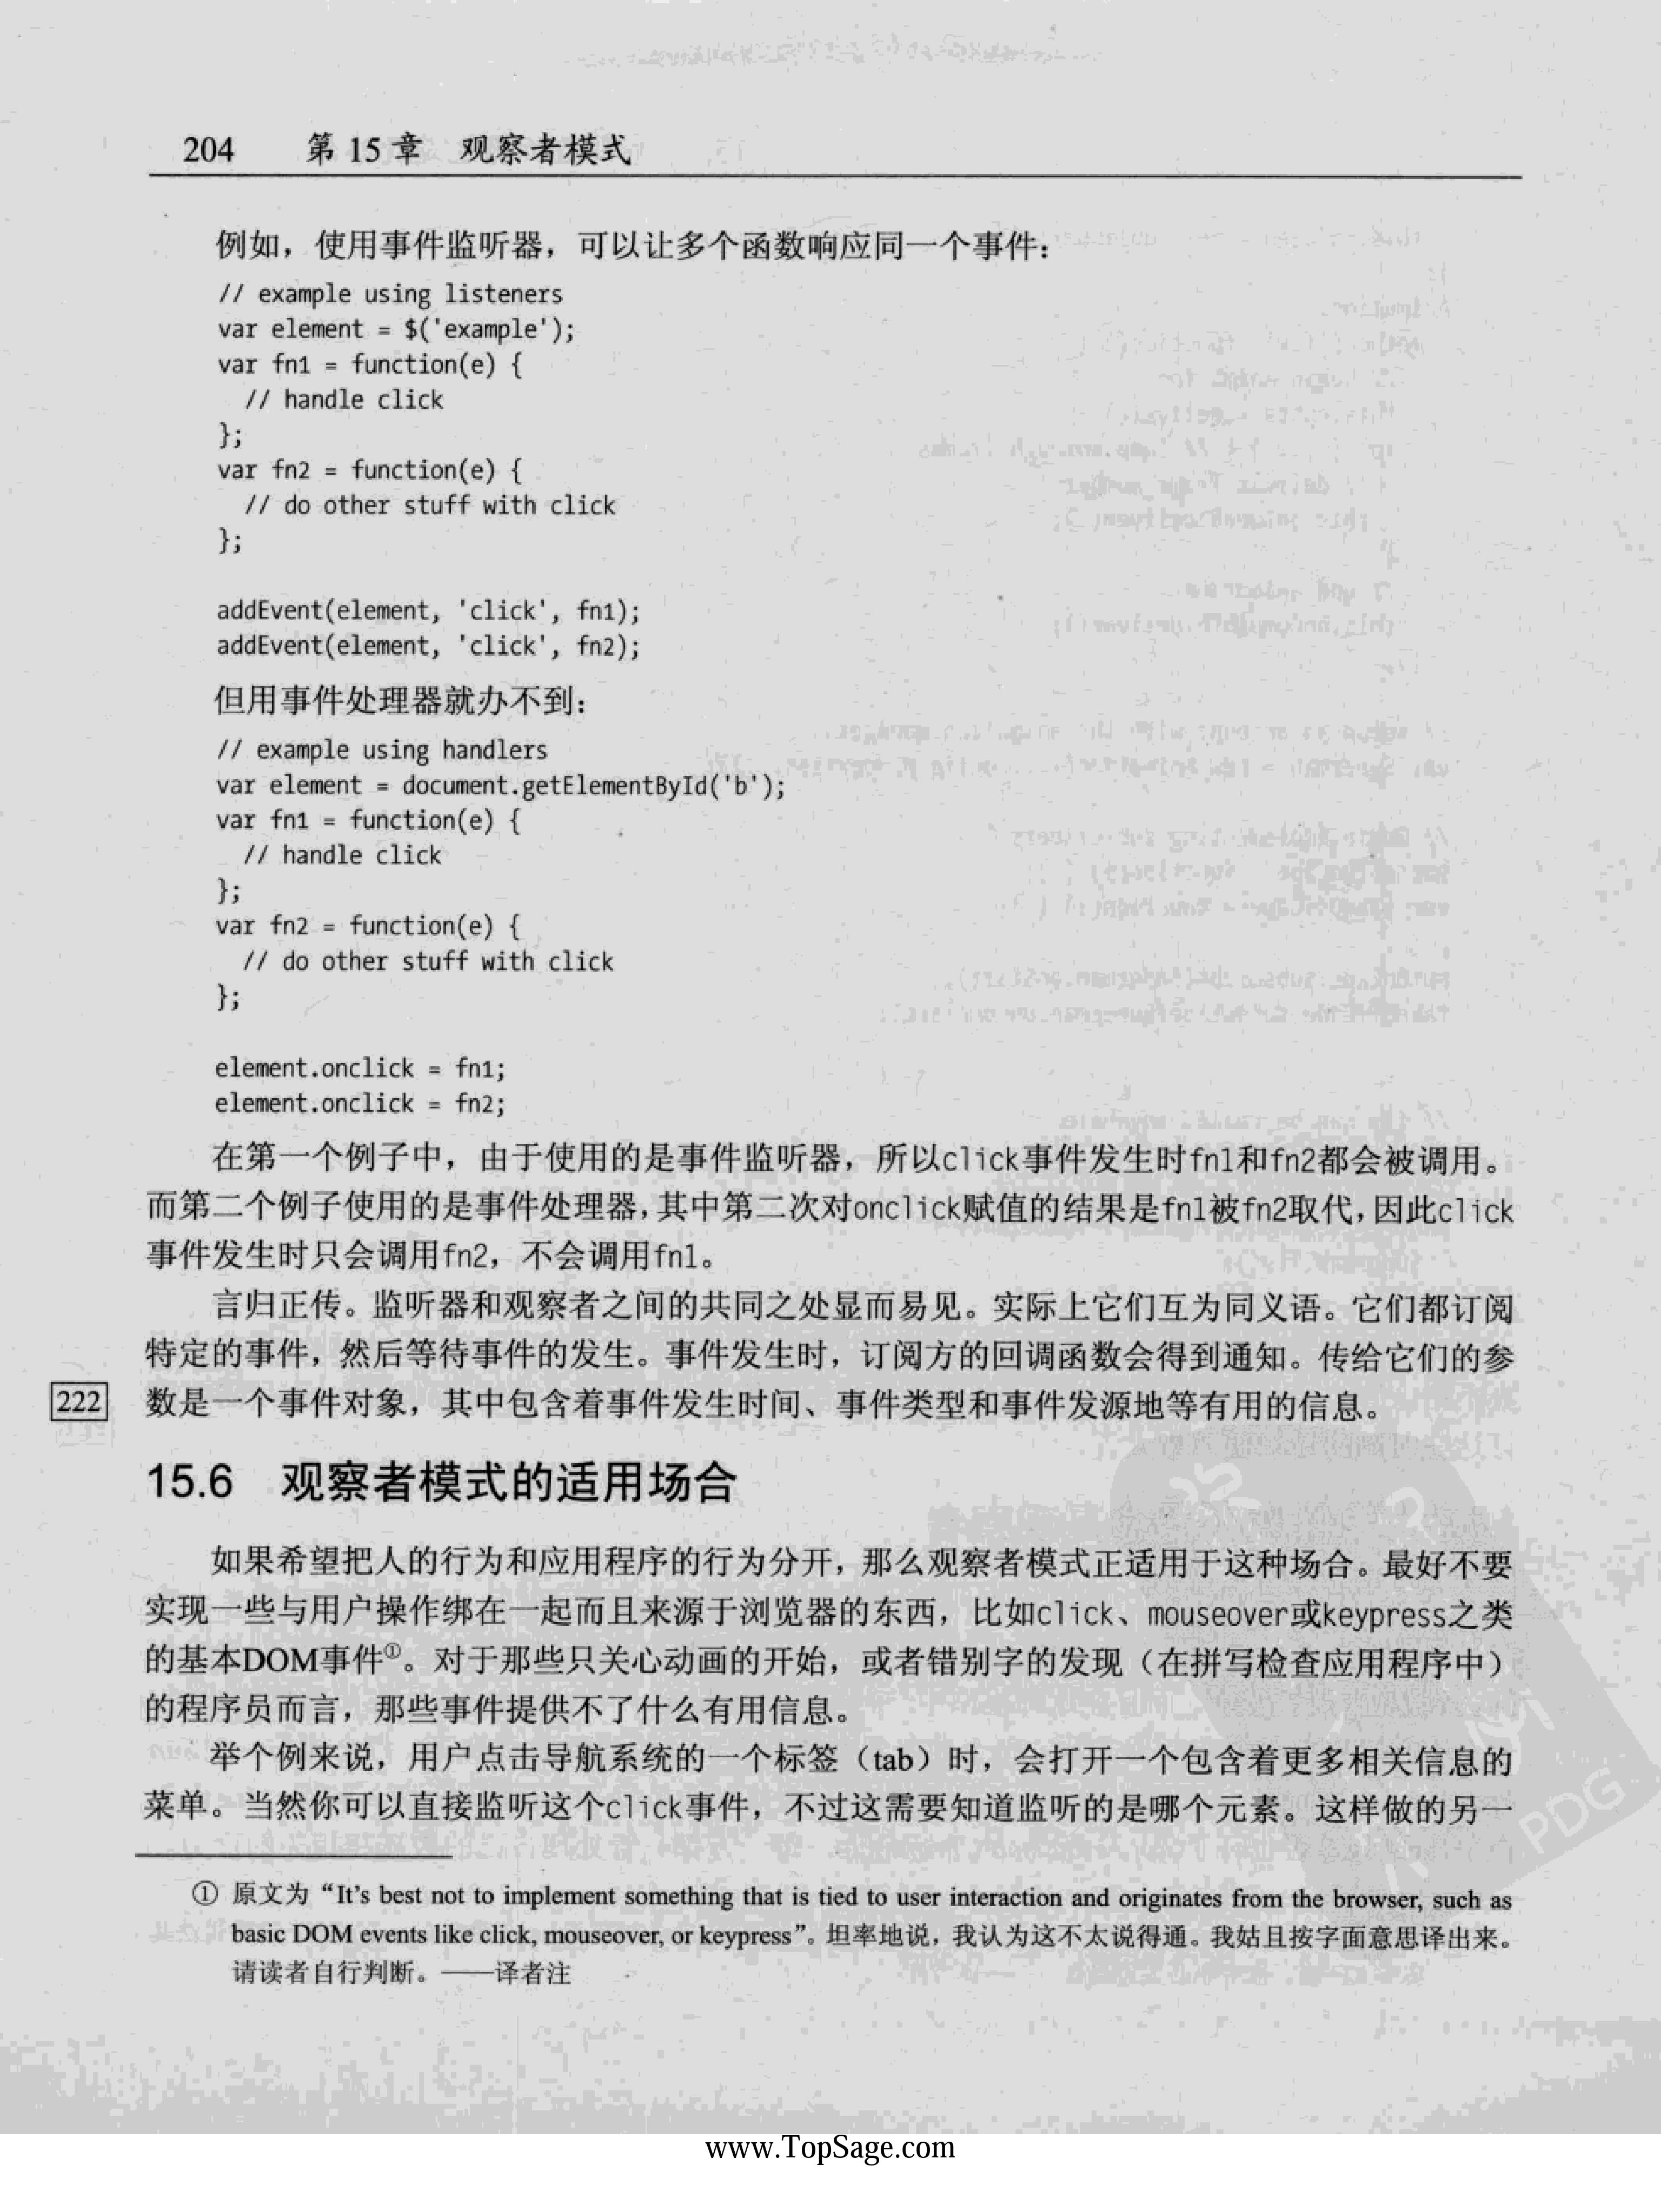 204 第 15 章 观察者模式
例如，使用事件监听器，可以让多个函数响应同一个事件：
// example using listeners
var element = $('example');
var fn1 = function(e) {
  // handle click
};
var fn2 = function(e) {
  // do other stuff with click
};
addEvent(element, 'click', fn1);
addEvent(element, 'click', fn2);
但用事件处理器就办不到：
// example using handlers
var element = document.getElementById('b');
var fn1 = function(e) {
  // handle click
};
var fn2 = function(e) {
  // do other stuff with click
};
element.onclick = fn1;
element.onclick = fn2;
在第一个例子中，由于使用的是事件监听器，所以click事件发生时fn1和fn2都会被调用。
而第二个例子使用的是事件处理器，其中第二次对onclick赋值的结果是fn1被fn2取代，因此click
事件发生时只会调用fn2，不会调用fn1。
言归正传。监听器和观察者之间的共同之处显而易见。实际上它们互为同义语。它们都订阅
特定的事件，然后等待事件的发生。事件发生时，订阅方的回调函数会得到通知。传给它们的参
222 数是一个事件对象，其中包含着事件发生时间、事件类型和事件发源地等有用的信息。
15.6 观察者模式的适用场合
如果希望把人的行为和应用程序的行为分开，那么观察者模式正适用于这种场合。最好不要
实现一些与用户操作绑在一起而且来源于浏览器的东西，比如click、mouseover或keypress之类
的基本DOM事件①。对于那些只关心动画的开始，或者错别字的发现（在拼写检查应用程序中）
的程序员而言，那些事件提供不了什么有用信息。
举个例来说，用户点击导航系统的一个标签（tab）时，会打开一个包含着更多相关信息的
菜单。当然你可以直接监听这个click事件，不过这需要知道监听的是哪个元素。这样做的另一
① 原文为“It's best not to implement something that is tied to user interaction and originates from the browser, such as
basic DOM events like click, mouseover, or keypress”。坦率地说，我认为这不太说得通。我姑且按字面意思译出来。
请读者自行判断。——译者注
PDG
www.TopSage.com